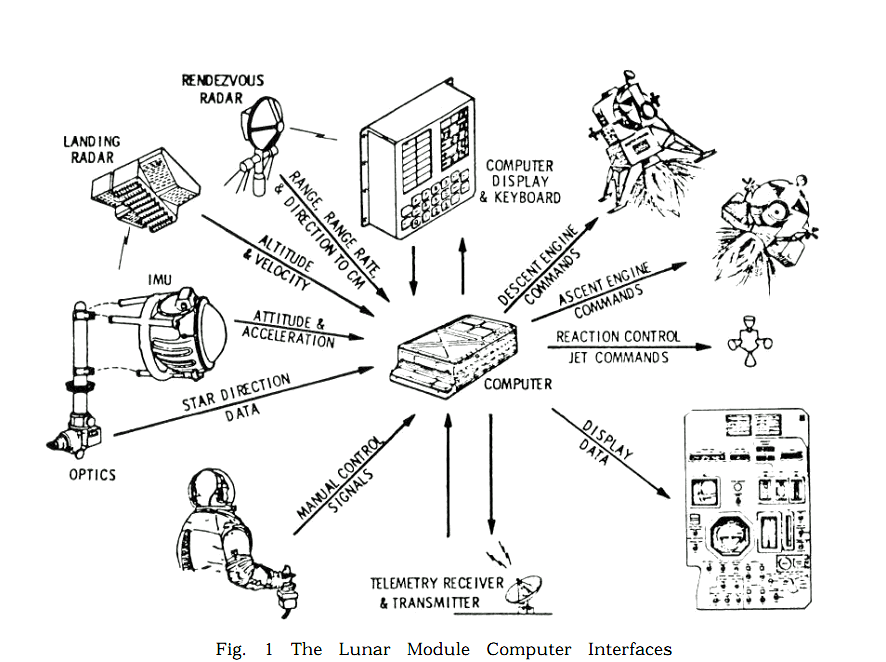 RENDEZVOUS
RADAR
LANDING
RADAR
COMPUTER
DISPLAY
& KEYBOARD
RANGE, RANGE RATE,
& DIRECTION TO CM
ALTITUDE
& VELOCITY
DESCENT ENGINE
COMMANDS
ASCENT ENGINE
COMMANDS
IMU
ATTITUDE &
ACCELERATION
REACTION CONTROL
JET COMMANDS
STAR DIRECTION
DATA
COMPUTER
OPTICS
MANUAL CONTROL
SIGNALS
DISPLAY
DATA
TELEMETRY RECEIVER
& TRANSMITTER
Fig. 1 The Lunar Module Computer Interfaces